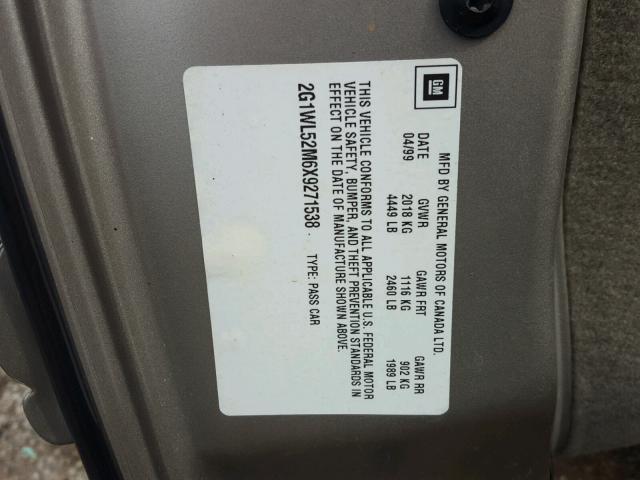 GM
MFD BY GENERAL MOTORS OF CANADA LTD.
DATE GVWR GAWR FRT GAWR RR
04/99 2018 KG 1116 KG 902 KG
4449 LB 2460 LB 1989 LB
THIS VEHICLE CONFORMS TO ALL APPLICABLE U.S. FEDERAL MOTOR
VEHICLE SAFETY, BUMPER, AND THEFT PREVENTION STANDARDS IN
EFFECT ON THE DATE OF MANUFACTURE SHOWN ABOVE.
2G1WL52M6X9271538 TYPE: PASS CAR